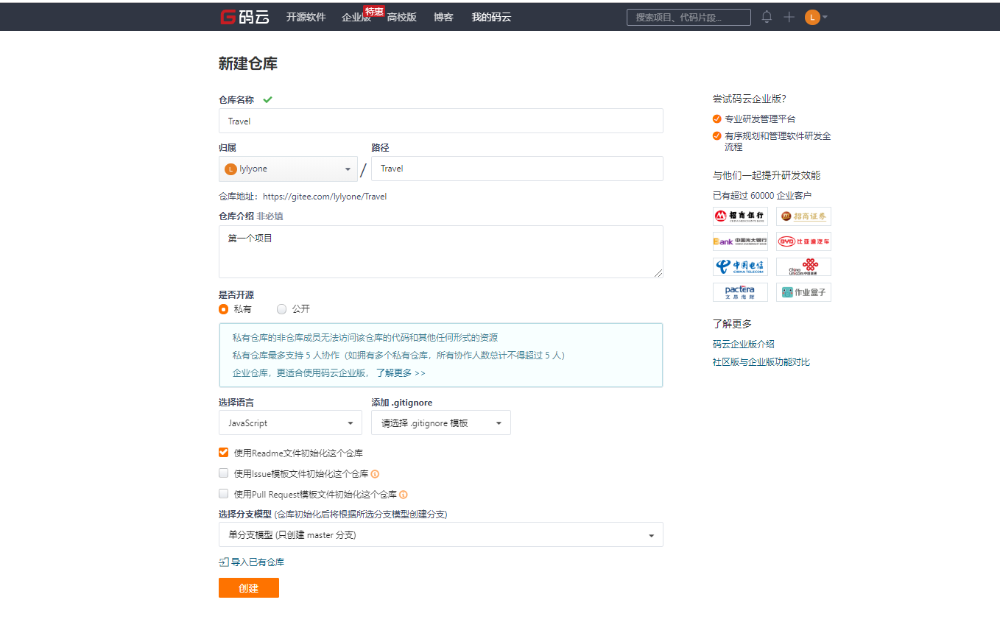 码云
开源软件
企业版
特惠
高校版
博客
我的码云
搜索项目、代码片段...
L
新建仓库
仓库名称
Travel
归属
路径
L lylyone
/
Travel
仓库地址：https://gitee.com/lylyone/Travel
仓库介绍 非必填
第一个项目
是否开源
私有
公开
私有仓库的非仓库成员无法访问该仓库的代码和其他任何形式的资源
私有仓库最多支持 5 人协作（如拥有多个私有仓库，所有协作人数总计不得超过 5 人）
企业仓库，更适合使用码云企业版， 了解更多 >>
选择语言
添加 .gitignore
JavaScript
请选择 .gitignore 模板
使用Readme文件初始化这个仓库
使用Issue模板文件初始化这个仓库
使用Pull Request模板文件初始化这个仓库
选择分支模型 (仓库初始化后将根据所选分支模型创建分支)
单分支模型 (只创建 master 分支)
导入已有仓库
创建
尝试码云企业版?
专业研发管理平台
有序规划和管理软件研发全
流程
与他们一起提升研发效能
已有超过 60000 企业客户
招商银行
CHINA MERCHANTS BANK
招商证券
Bank 中国光大银行
BYD 比亚迪汽车
中国电信
CHINA TELECOM
China
unicom中国联通
pactera
文思海辉
作业盒子
了解更多
码云企业版介绍
社区版与企业版功能对比